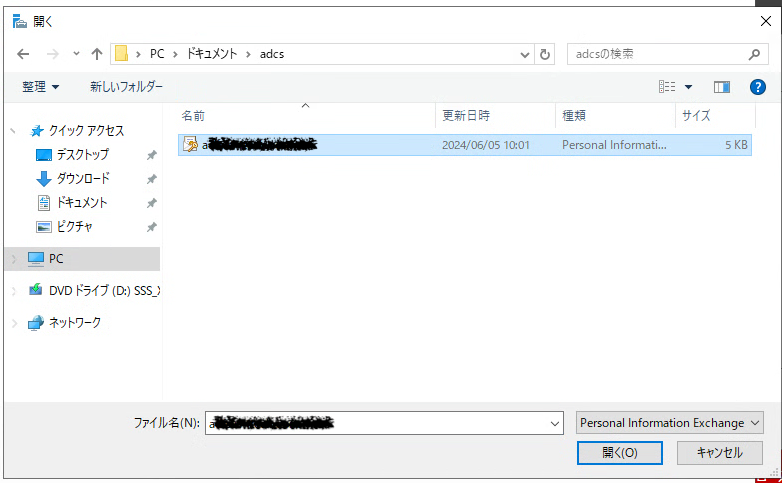 開く
PC › ドキュメント › adcs
adcsの検索
整理 新しいフォルダー
名前 更新日時 種類 サイズ
2024/06/05 10:01 Personal Informati... 5 KB
クイック アクセス
デスクトップ
ダウンロード
ドキュメント
ピクチャ
PC
DVD ドライブ (D:) SSS_X
ネットワーク
ファイル名(N):
Personal Information Exchange
開く(O) キャンセル